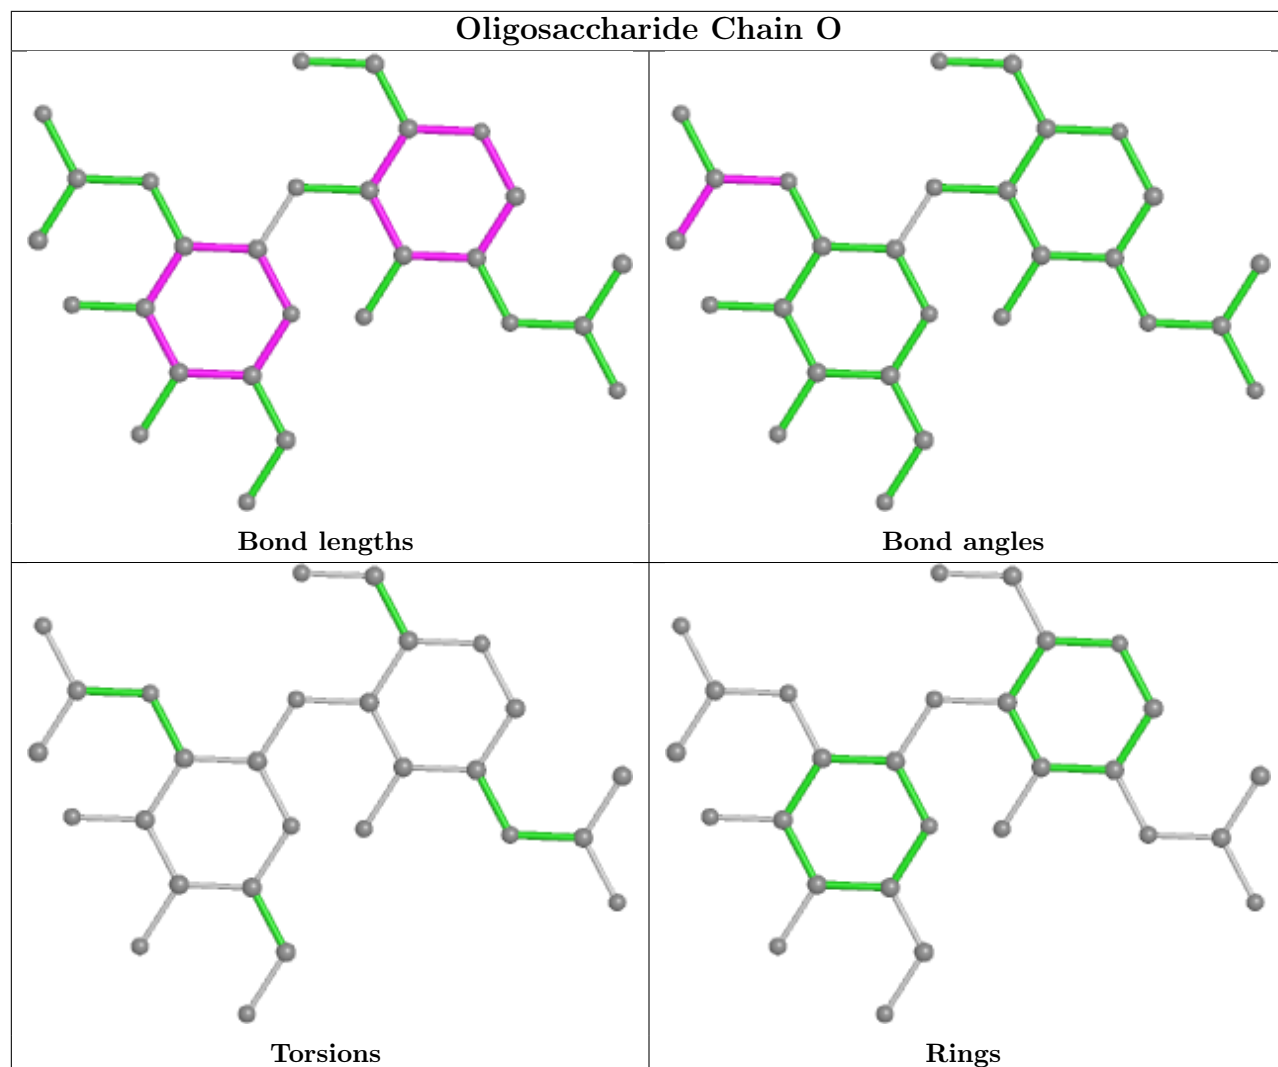 Oligosaccharide Chain O
Bond lengths
Bond angles
Torsions
Rings